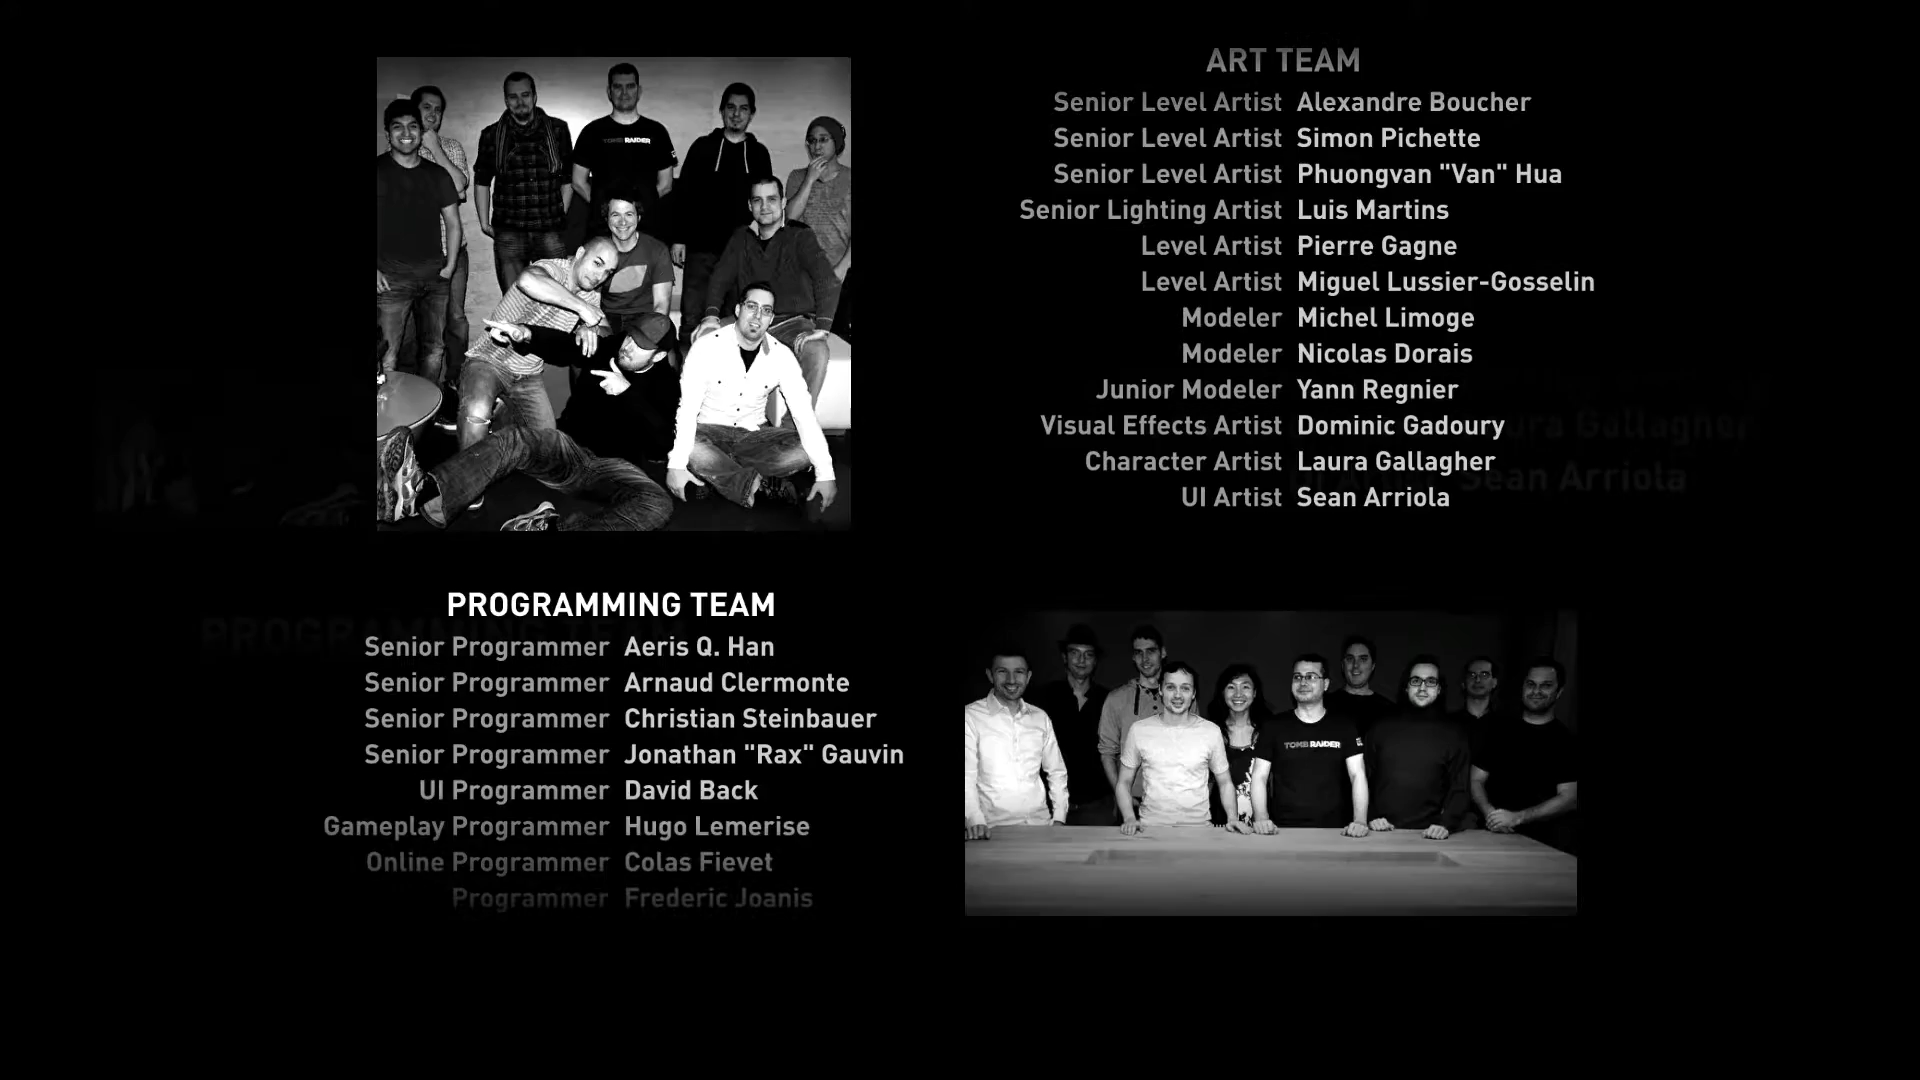 ART TEAM
Senior Level Artist Alexandre Boucher
Senior Level Artist Simon Pichette
Senior Level Artist Phuongvan "Van" Hua
Senior Lighting Artist Luis Martins
Level Artist Pierre Gagne
Level Artist Miguel Lussier-Gosselin
Modeler Michel Limoge
Modeler Nicolas Dorais
Junior Modeler Yann Regnier
Visual Effects Artist Dominic Gadoury
Character Artist Laura Gallagher
UI Artist Sean Arriola
TOMB RAIDER
PROGRAMMING TEAM
Senior Programmer Aeris Q. Han
Senior Programmer Arnaud Clermonte
Senior Programmer Christian Steinbauer
Senior Programmer Jonathan "Rax" Gauvin
UI Programmer David Back
Gameplay Programmer Hugo Lemerise
Online Programmer Colas Fievet
Programmer Frederic Joanis
TOMB RAIDER